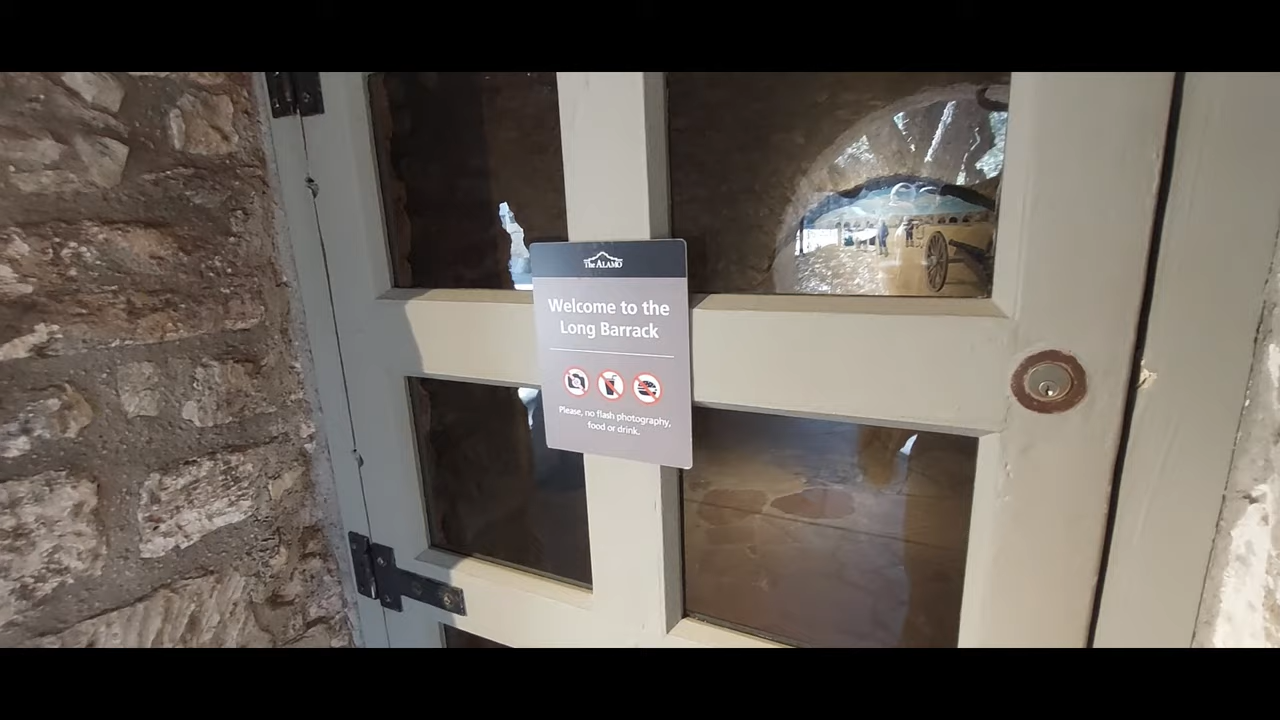 The ALAMO
Welcome to the
Long Barrack
Please, no flash photography,
food or drink.